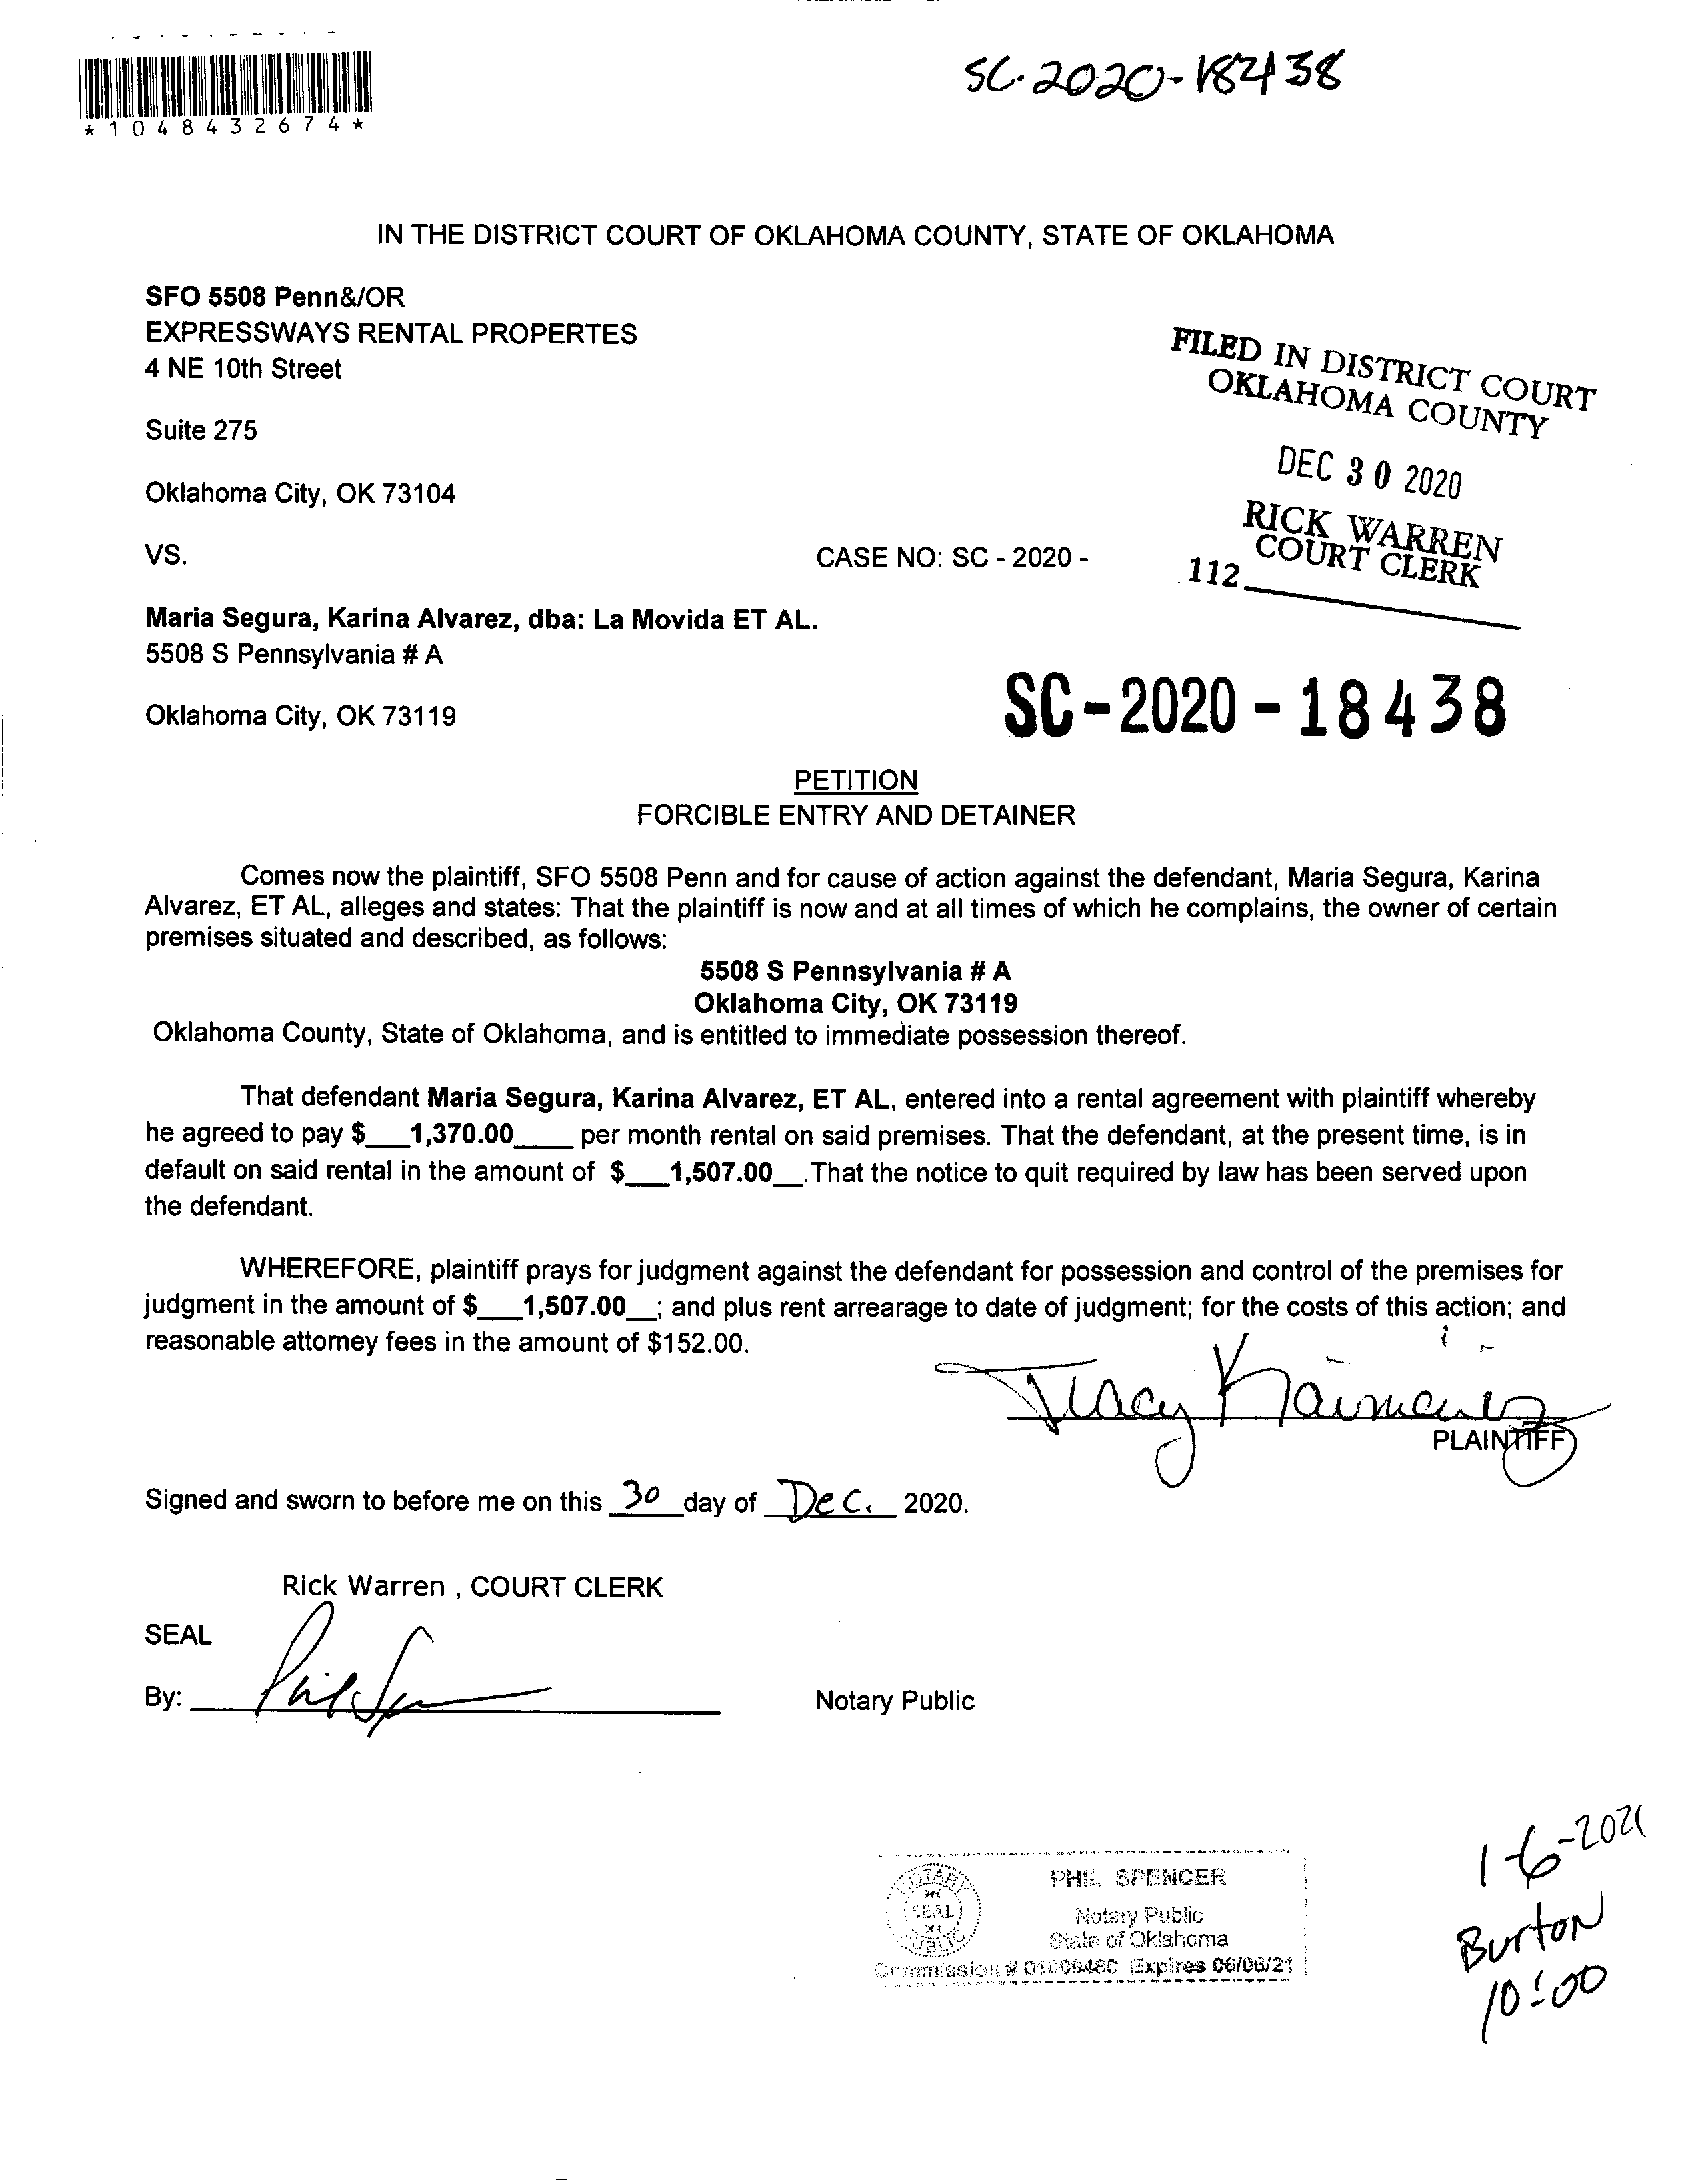 SC-2020-18438
*1048432674*
IN THE DISTRICT COURT OF OKLAHOMA COUNTY, STATE OF OKLAHOMA
SFO 5508 Penn&/OR
EXPRESSWAYS RENTAL PROPERTES
4 NE 10th Street
Suite 275
Oklahoma City, OK 73104
FILED IN DISTRICT COURT
OKLAHOMA COUNTY
DEC 30 2020
RICK WARREN
COURT CLERK
112
VS.
CASE NO: SC - 2020 -
Maria Segura, Karina Alvarez, dba: La Movida ET AL.
5508 S Pennsylvania # A
Oklahoma City, OK 73119
SC-2020-18438
PETITION
FORCIBLE ENTRY AND DETAINER
Comes now the plaintiff, SFO 5508 Penn and for cause of action against the defendant, Maria Segura, Karina
Alvarez, ET AL, alleges and states: That the plaintiff is now and at all times of which he complains, the owner of certain
premises situated and described, as follows:
5508 S Pennsylvania # A
Oklahoma City, OK 73119
Oklahoma County, State of Oklahoma, and is entitled to immediate possession thereof.
That defendant Maria Segura, Karina Alvarez, ET AL, entered into a rental agreement with plaintiff whereby
he agreed to pay $___1,370.00____ per month rental on said premises. That the defendant, at the present time, is in
default on said rental in the amount of $___1,507.00__. That the notice to quit required by law has been served upon
the defendant.
WHEREFORE, plaintiff prays for judgment against the defendant for possession and control of the premises for
judgment in the amount of $___1,507.00__; and plus rent arrearage to date of judgment; for the costs of this action; and
reasonable attorney fees in the amount of $152.00.
Tracy
PLAINTIFF
Signed and sworn to before me on this 30 day of Dec. 2020.
Rick Warren , COURT CLERK
SEAL
By:
Notary Public
PHIL SPENCER
Notary Public
State of Oklahoma
Commission # Expires 06/06/21
NOTARY
SEAL
PUBLIC
1-6-2021
Burton
10:00